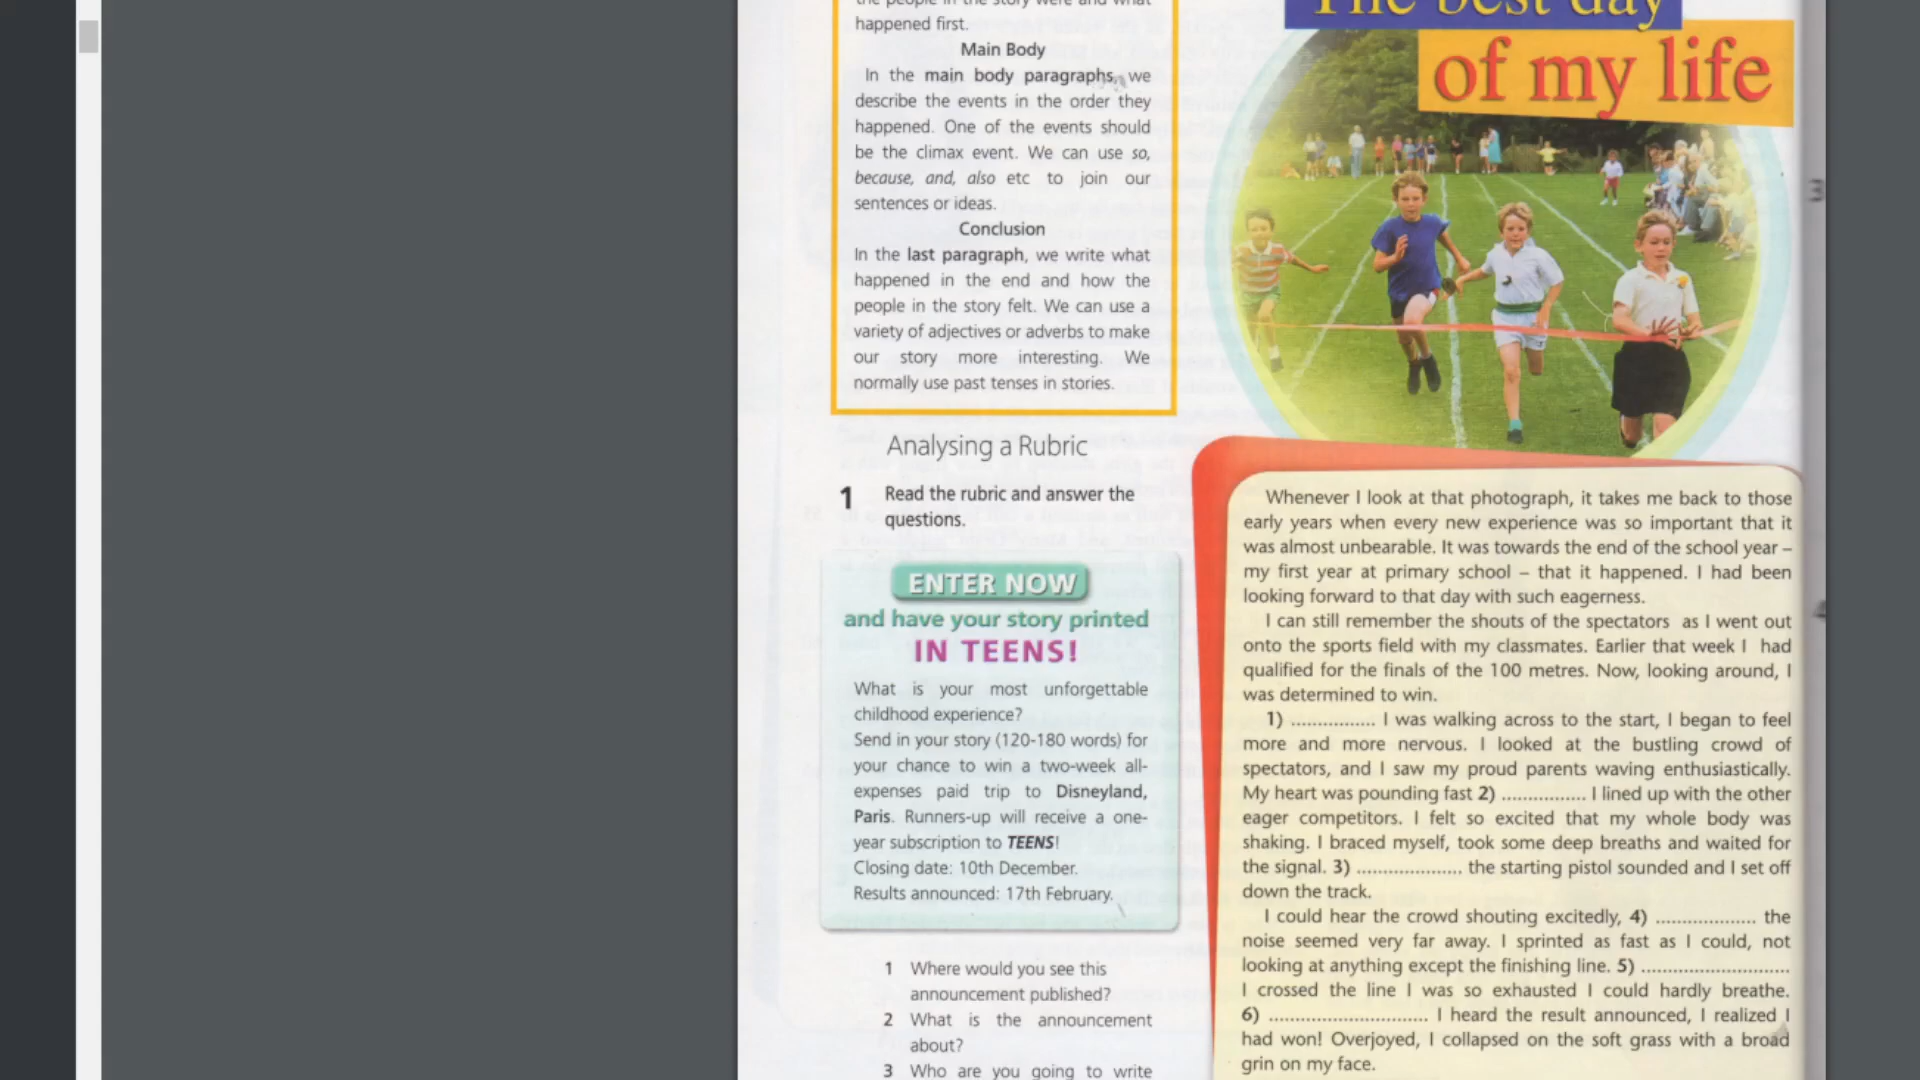 happened first.
Main Body
In the main body paragraphs, we
describe the events in the order they
happened. One of the events should
be the climax event. We can use so,
because, and, also etc to join our
sentences or ideas.
Conclusion
In the last paragraph, we write what
happened in the end and how the
people in the story felt. We can use a
variety of adjectives or adverbs to make
our story more interesting. We
normally use past tenses in stories.
Analysing a Rubric
1 Read the rubric and answer the
questions.
ENTER NOW
and have your story printed
IN TEENS!
What is your most unforgettable
childhood experience?
Send in your story (120-180 words) for
your chance to win a two-week all-
expenses paid trip to Disneyland,
Paris. Runners-up will receive a one-
year subscription to TEENS!
Closing date: 10th December.
Results announced: 17th February.
1 Where would you see this
announcement published?
2 What is the announcement
about?
3 Who are you going to write
The best day
of my life
Whenever I look at that photograph, it takes me back to those
early years when every new experience was so important that it
was almost unbearable. It was towards the end of the school year –
my first year at primary school – that it happened. I had been
looking forward to that day with such eagerness.
I can still remember the shouts of the spectators as I went out
onto the sports field with my classmates. Earlier that week I had
qualified for the finals of the 100 metres. Now, looking around, I
was determined to win.
1) ................ I was walking across to the start, I began to feel
more and more nervous. I looked at the bustling crowd of
spectators, and I saw my proud parents waving enthusiastically.
My heart was pounding fast 2) ................ I lined up with the other
eager competitors. I felt so excited that my whole body was
shaking. I braced myself, took some deep breaths and waited for
the signal. 3) .................... the starting pistol sounded and I set off
down the track.
I could hear the crowd shouting excitedly, 4) ................... the
noise seemed very far away. I sprinted as fast as I could, not
looking at anything except the finishing line. 5) ............................
I crossed the line I was so exhausted I could hardly breathe.
6) .............................. I heard the result announced, I realized I
had won! Overjoyed, I collapsed on the soft grass with a broad
grin on my face.
3
4